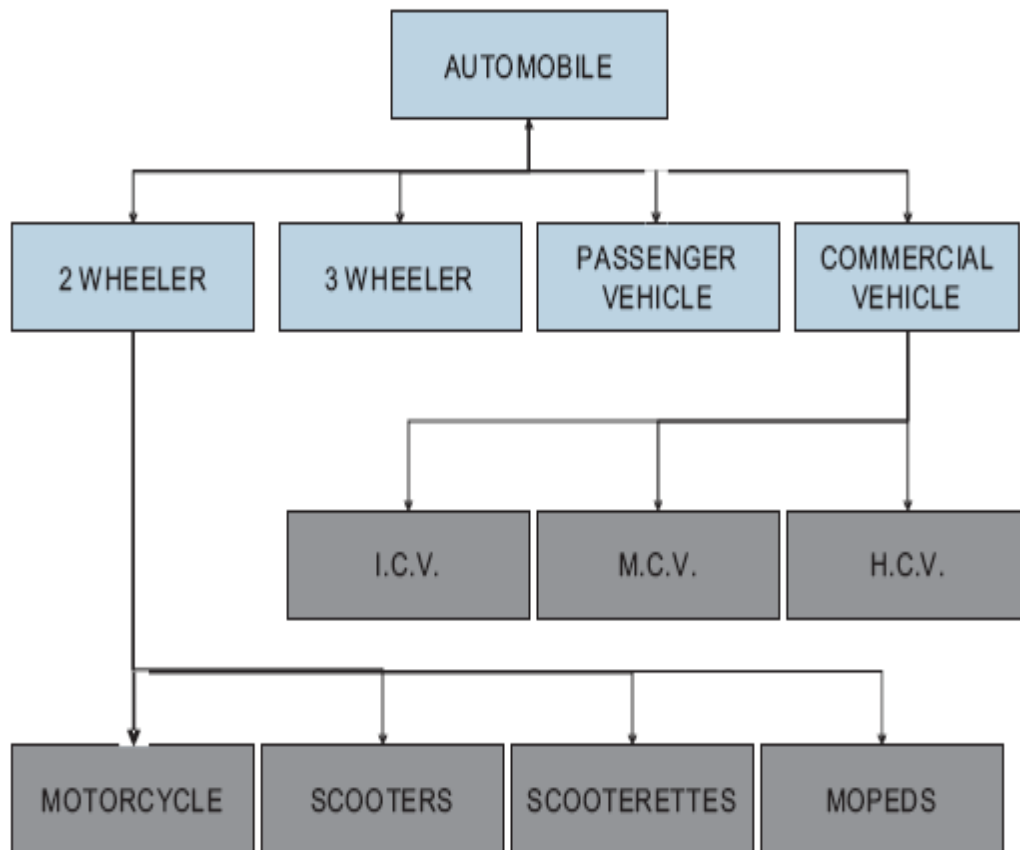 AUTOMOBILE
2 WHEELER
3 WHEELER
PASSENGER
VEHICLE
COMMERCIAL
VEHICLE
I.C.V.
M.C.V.
H.C.V.
MOTORCYCLE
SCOOTERS
SCOOTERETTES
MOPEDS